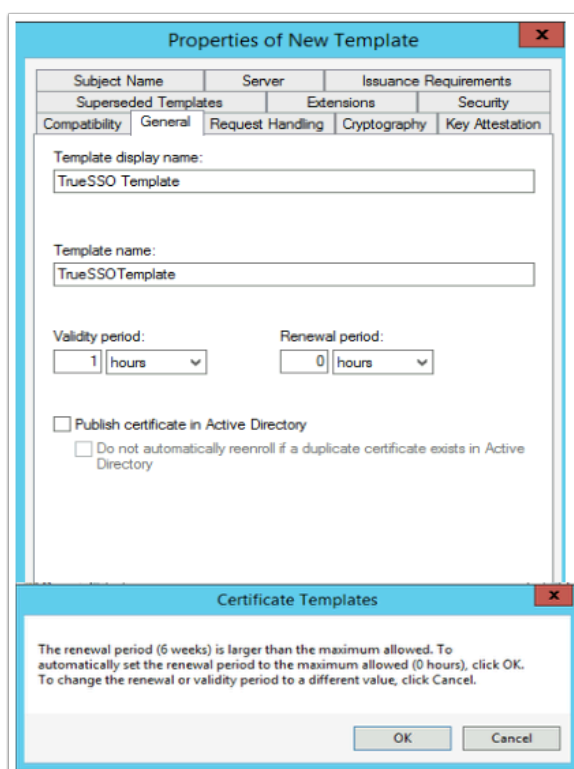 Properties of New Template
x
Subject Name Server Issuance Requirements
Superseded Templates Extensions Security
Compatibility General Request Handling Cryptography Key Attestation
Template display name:
TrueSSO Template
Template name:
TrueSSOTemplate
Validity period: Renewal period:
1 hours 0 hours
Publish certificate in Active Directory
Do not automatically reenroll if a duplicate certificate exists in Active
Directory
Certificate Templates
x
The renewal period (6 weeks) is larger than the maximum allowed. To
automatically set the renewal period to the maximum allowed (0 hours), click OK.
To change the renewal or validity period to a different value, click Cancel.
OK Cancel